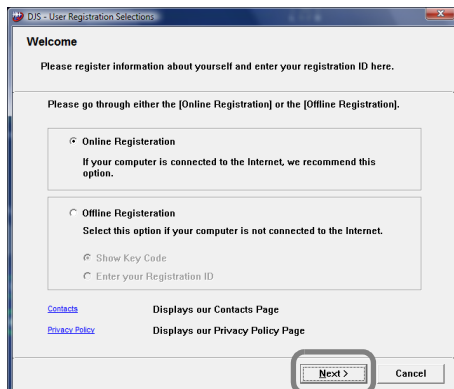 DJS - User Registration Selections
Welcome
Please register information about yourself and enter your registration ID here.
Please go through either the [Online Registration] or the [Offline Registration].
Online Registeration
If your computer is connected to the Internet, we recommend this
option.
Offline Registeration
Select this option if your computer is not connected to the Internet.
Show Key Code
Enter your Registration ID
Contacts Displays our Contacts Page
Privacy Policy Displays our Privacy Policy Page
Next > Cancel